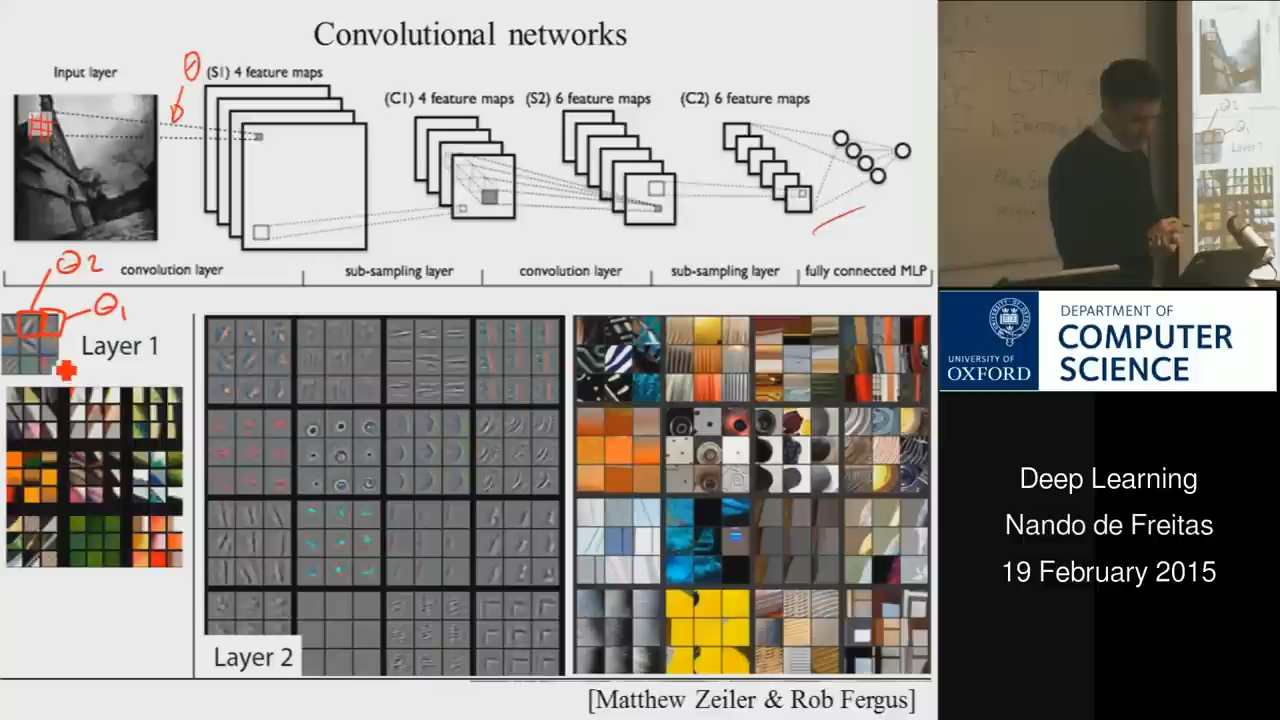 Convolutional networks
Input layer
(S1) 4 feature maps
(C1) 4 feature maps
(S2) 6 feature maps
(C2) 6 feature maps
θ
convolution layer
sub-sampling layer
convolution layer
sub-sampling layer
fully connected MLP
θ2
θ1
Layer 1
Layer 2
[Matthew Zeiler & Rob Fergus]
LSTM
UNIVERSITY OF
OXFORD
DEPARTMENT OF
COMPUTER
SCIENCE
Deep Learning
Nando de Freitas
19 February 2015